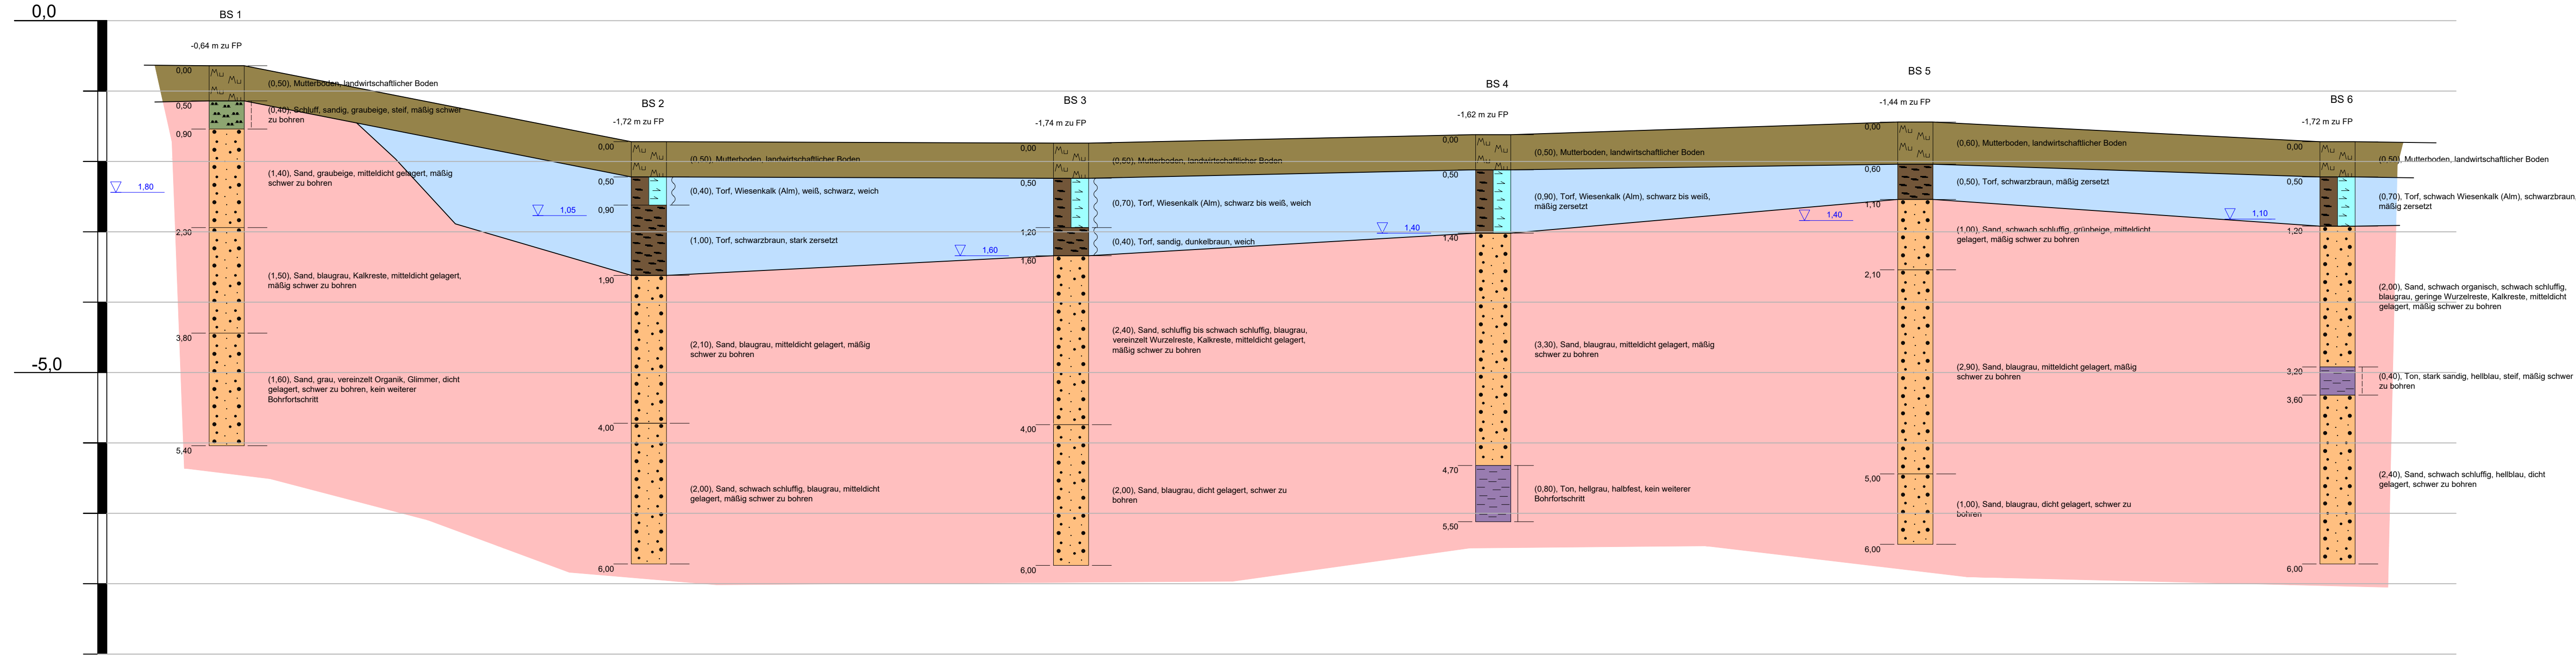 0,0
-5,0
BS 1
-0,64 m zu FP
0,00
(0,50), Mutterboden, landwirtschaftlicher Boden
0,50
(0,40), Schluff, sandig, graubeige, steif, mäßig schwer
zu bohren
0,90
(1,40), Sand, graubeige, mitteldicht gelagert, mäßig
schwer zu bohren
1,80
2,30
(1,50), Sand, blaugrau, Kalkreste, mitteldicht gelagert,
mäßig schwer zu bohren
3,80
(1,60), Sand, grau, vereinzelt Organik, Glimmer, dicht
gelagert, schwer zu bohren, kein weiterer
Bohrfortschritt
5,40
BS 2
-1,72 m zu FP
0,00
(0,50), Mutterboden, landwirtschaftlicher Boden
0,50
(0,40), Torf, Wiesenkalk (Alm), weiß, schwarz, weich
0,90
1,05
(1,00), Torf, schwarzbraun, stark zersetzt
1,90
(2,10), Sand, blaugrau, mitteldicht gelagert, mäßig
schwer zu bohren
4,00
(2,00), Sand, schwach schluffig, blaugrau, mitteldicht
gelagert, mäßig schwer zu bohren
6,00
BS 3
-1,74 m zu FP
0,00
(0,50), Mutterboden, landwirtschaftlicher Boden
0,50
(0,70), Torf, Wiesenkalk (Alm), schwarz bis weiß, weich
1,20
(0,40), Torf, sandig, dunkelbraun, weich
1,60
1,60
(2,40), Sand, schluffig bis schwach schluffig, blaugrau,
vereinzelt Wurzelreste, Kalkreste, mitteldicht gelagert,
mäßig schwer zu bohren
4,00
(2,00), Sand, blaugrau, dicht gelagert, schwer zu
bohren
6,00
BS 4
-1,62 m zu FP
0,00
(0,50), Mutterboden, landwirtschaftlicher Boden
0,50
(0,90), Torf, Wiesenkalk (Alm), schwarz bis weiß,
mäßig zersetzt
1,40
1,40
(3,30), Sand, blaugrau, mitteldicht gelagert, mäßig
schwer zu bohren
4,70
(0,80), Ton, hellgrau, halbfest, kein weiterer
Bohrfortschritt
5,50
BS 5
-1,44 m zu FP
0,00
(0,60), Mutterboden, landwirtschaftlicher Boden
0,60
(0,50), Torf, schwarzbraun, mäßig zersetzt
1,10
1,40
(1,00), Sand, schwach schluffig, grünbeige, mitteldicht
gelagert, mäßig schwer zu bohren
2,10
(2,90), Sand, blaugrau, mitteldicht gelagert, mäßig
schwer zu bohren
5,00
(1,00), Sand, blaugrau, dicht gelagert, schwer zu
bohren
6,00
BS 6
-1,72 m zu FP
0,00
(0,50), Mutterboden, landwirtschaftlicher Boden
0,50
(0,70), Torf, schwach Wiesenkalk (Alm), schwarzbraun,
mäßig zersetzt
1,10
1,20
(2,00), Sand, schwach organisch, schwach schluffig,
blaugrau, geringe Wurzelreste, Kalkreste, mitteldicht
gelagert, mäßig schwer zu bohren
3,20
(0,40), Ton, stark sandig, hellblau, steif, mäßig schwer
zu bohren
3,60
(2,40), Sand, schwach schluffig, hellblau, dicht
gelagert, schwer zu bohren
6,00